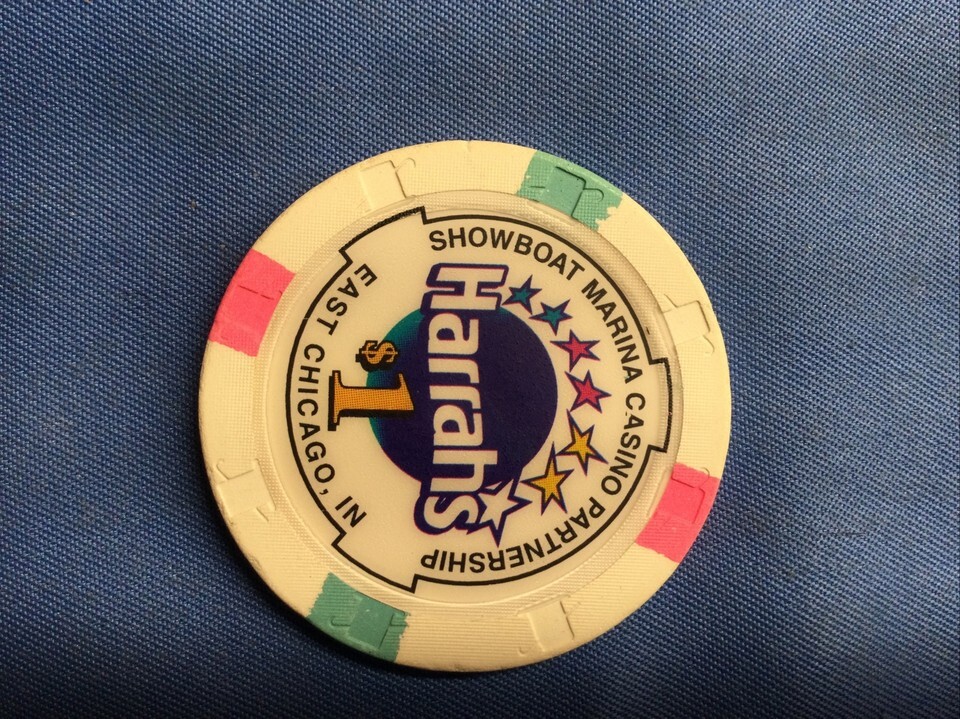 SHOWBOAT MARINA CASINO PARTNERSHIP
Harrahs
$1
EAST CHICAGO, IN